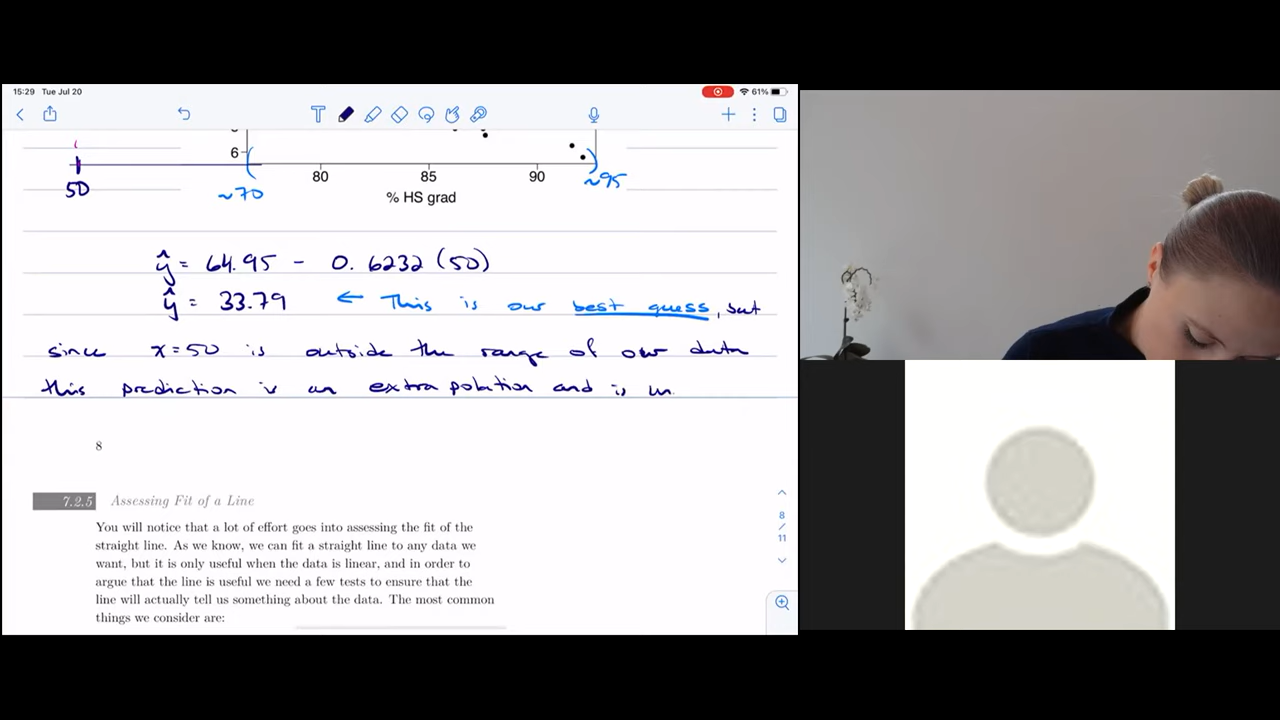 15:29 Tue Jul 20
61%
T
6
50
~70
80
85
90
~95
% HS grad
ŷ = 64.95 - 0.6232 (50)
ŷ = 33.79 ← This is our best guess, but
since x=50 is outside the range of our data
this prediction is an extrapolation and is un
8
7.2.5 Assessing Fit of a Line
You will notice that a lot of effort goes into assessing the fit of the
straight line. As we know, we can fit a straight line to any data we
want, but it is only useful when the data is linear, and in order to
argue that the line is useful we need a few tests to ensure that the
line will actually tell us something about the data. The most common
things we consider are:
8
/
11